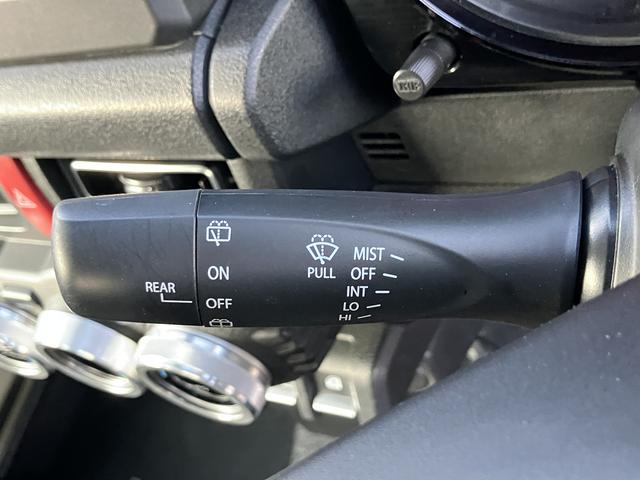 ON
REAR
OFF
PULL
MIST
OFF
INT
LO
HI